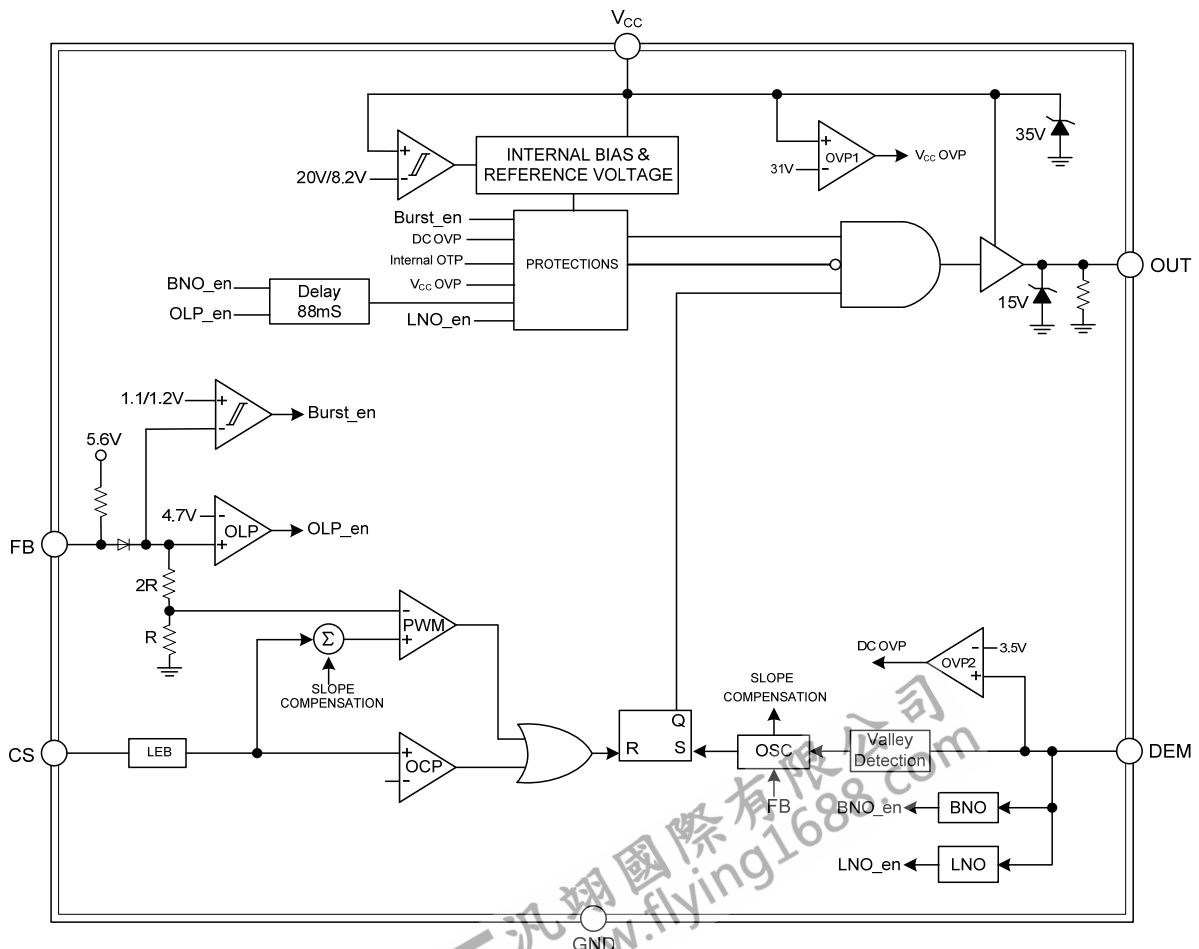 VCC
35V
20V/8.2V
+
-
INTERNAL BIAS &
REFERENCE VOLTAGE
31V
+
-
OVP1
VCC OVP
Burst_en
DC OVP
Internal OTP
VCC OVP
LNO_en
PROTECTIONS
BNO_en
OLP_en
Delay
88mS
15V
OUT
1.1/1.2V
+
-
Burst_en
5.6V
4.7V
-
+
OLP
OLP_en
FB
2R
R
Σ
SLOPE
COMPENSATION
-
+
PWM
CS
LEB
+
-
OCP
R
Q
S
SLOPE
COMPENSATION
OSC
FB
Valley
Detection
DC OVP
OVP2
-
+
3.5V
DEM
BNO_en
BNO
LNO_en
LNO
GND
一汎翊國際有限公司
w.flying1688.com